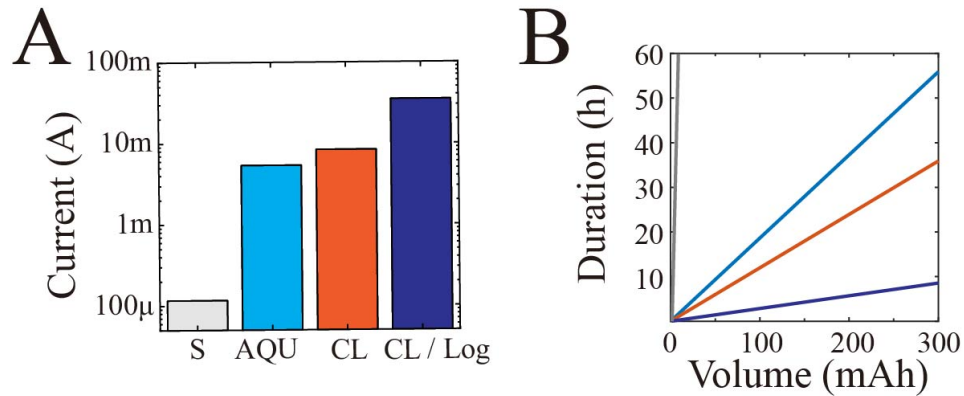 A
Current (A)
100m
10m
1m
100μ
S
AQU
CL
CL / Log
B
Duration (h)
60
50
40
30
20
10
0
100
200
300
Volume (mAh)